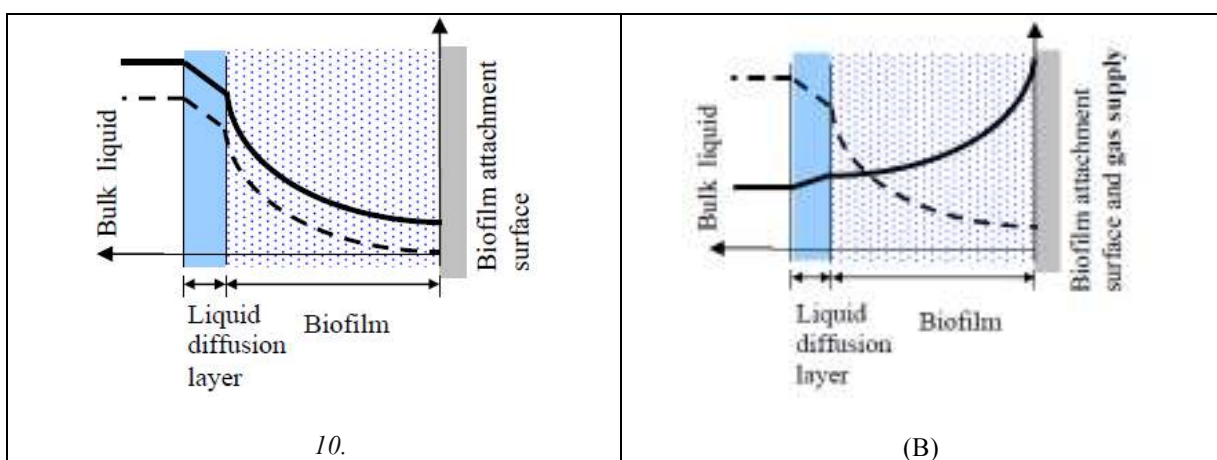 Bulk liquid
Biofilm attachment
surface
Liquid
diffusion
layer
Biofilm
10.
Bulk liquid
Biofilm attachment
surface and gas supply
Liquid
diffusion
layer
Biofilm
(B)